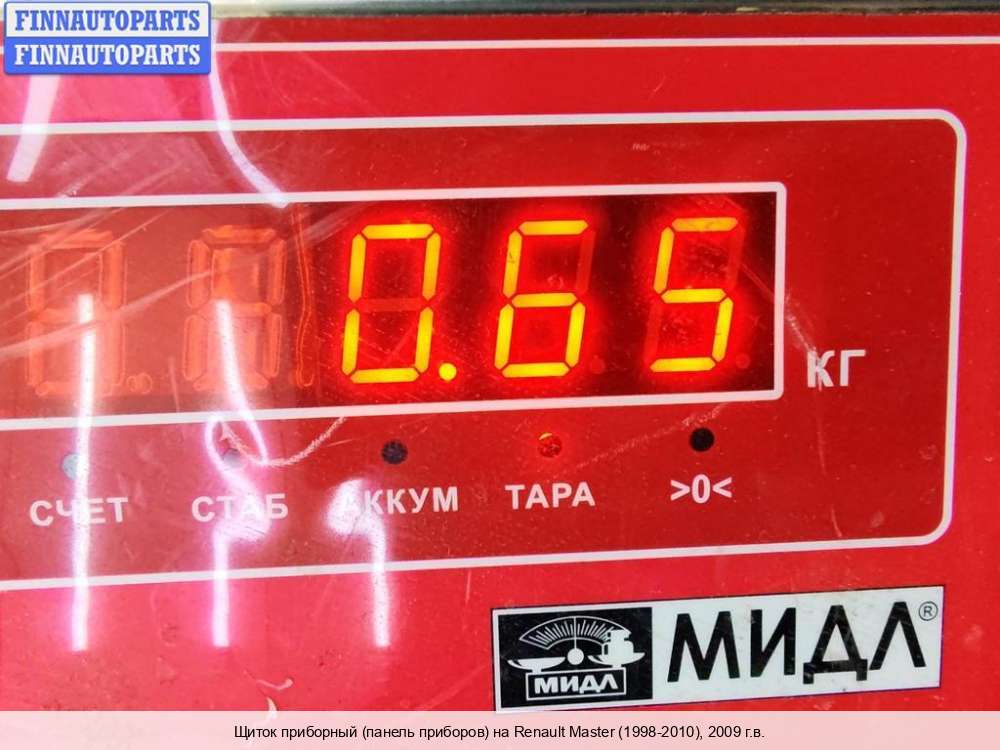 FINNAUTOPARTS
FINNAUTOPARTS
0.65
КГ
СЧЕТ СТАБ АККУМ ТАРА >0<
МИДЛ МИДЛ®
Щиток приборный (панель приборов) на Renault Master (1998-2010), 2009 г.в.